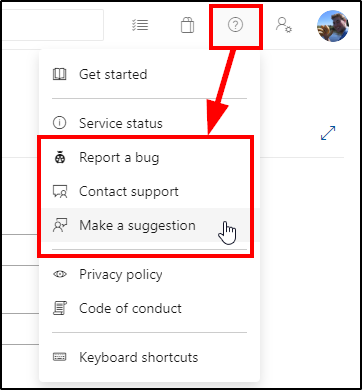 Get started
Service status
Report a bug
Contact support
Make a suggestion
Privacy policy
Code of conduct
Keyboard shortcuts